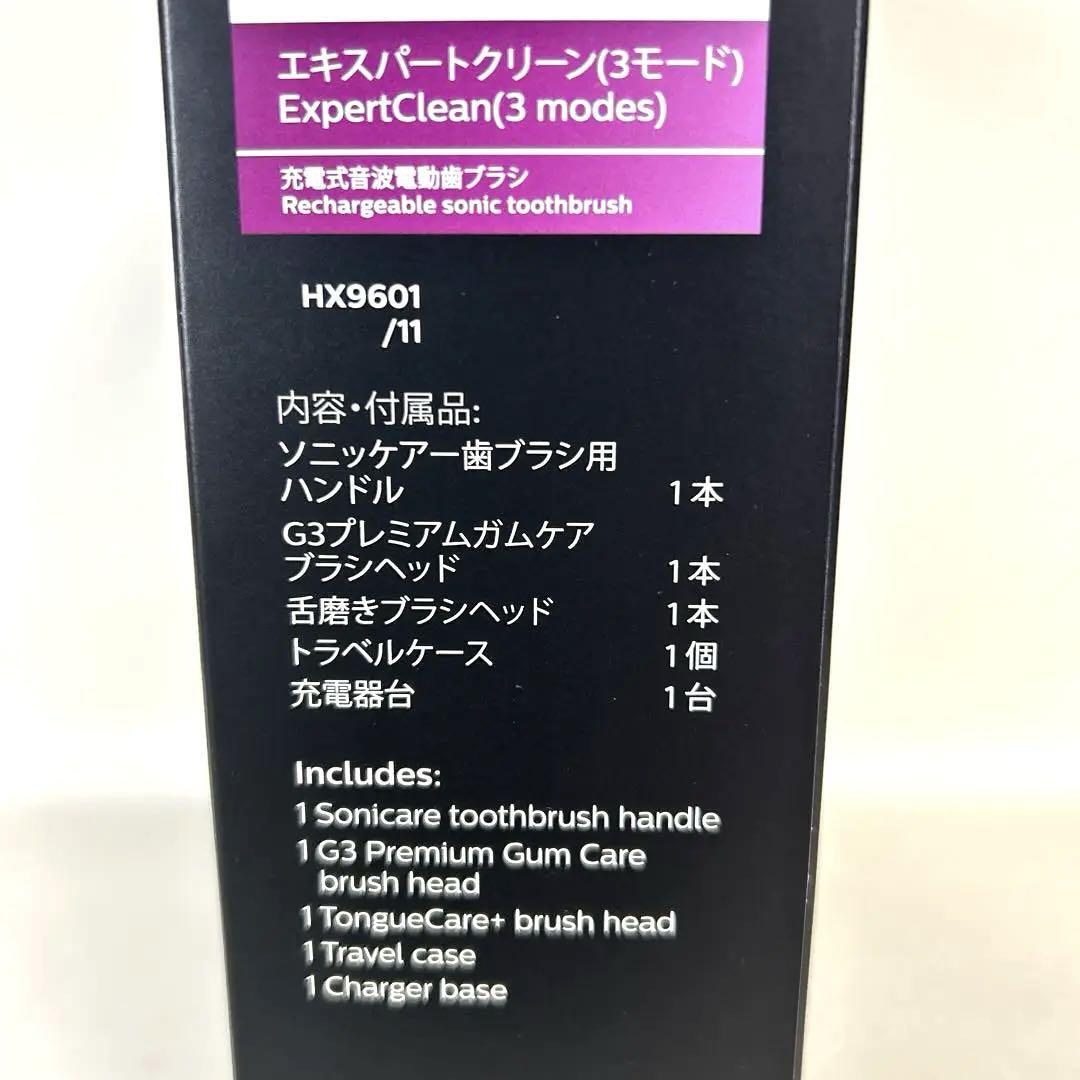 エキスパートクリーン(3モード)
ExpertClean(3 modes)
充電式音波電動歯ブラシ
Rechargeable sonic toothbrush
HX9601
/11
内容・付属品:
ソニッケアー歯ブラシ用
ハンドル 1本
G3プレミアムガムケア
ブラシヘッド 1本
舌磨きブラシヘッド 1本
トラベルケース 1個
充電器台 1台
Includes:
1 Sonicare toothbrush handle
1 G3 Premium Gum Care
brush head
1 TongueCare+ brush head
1 Travel case
1 Charger base